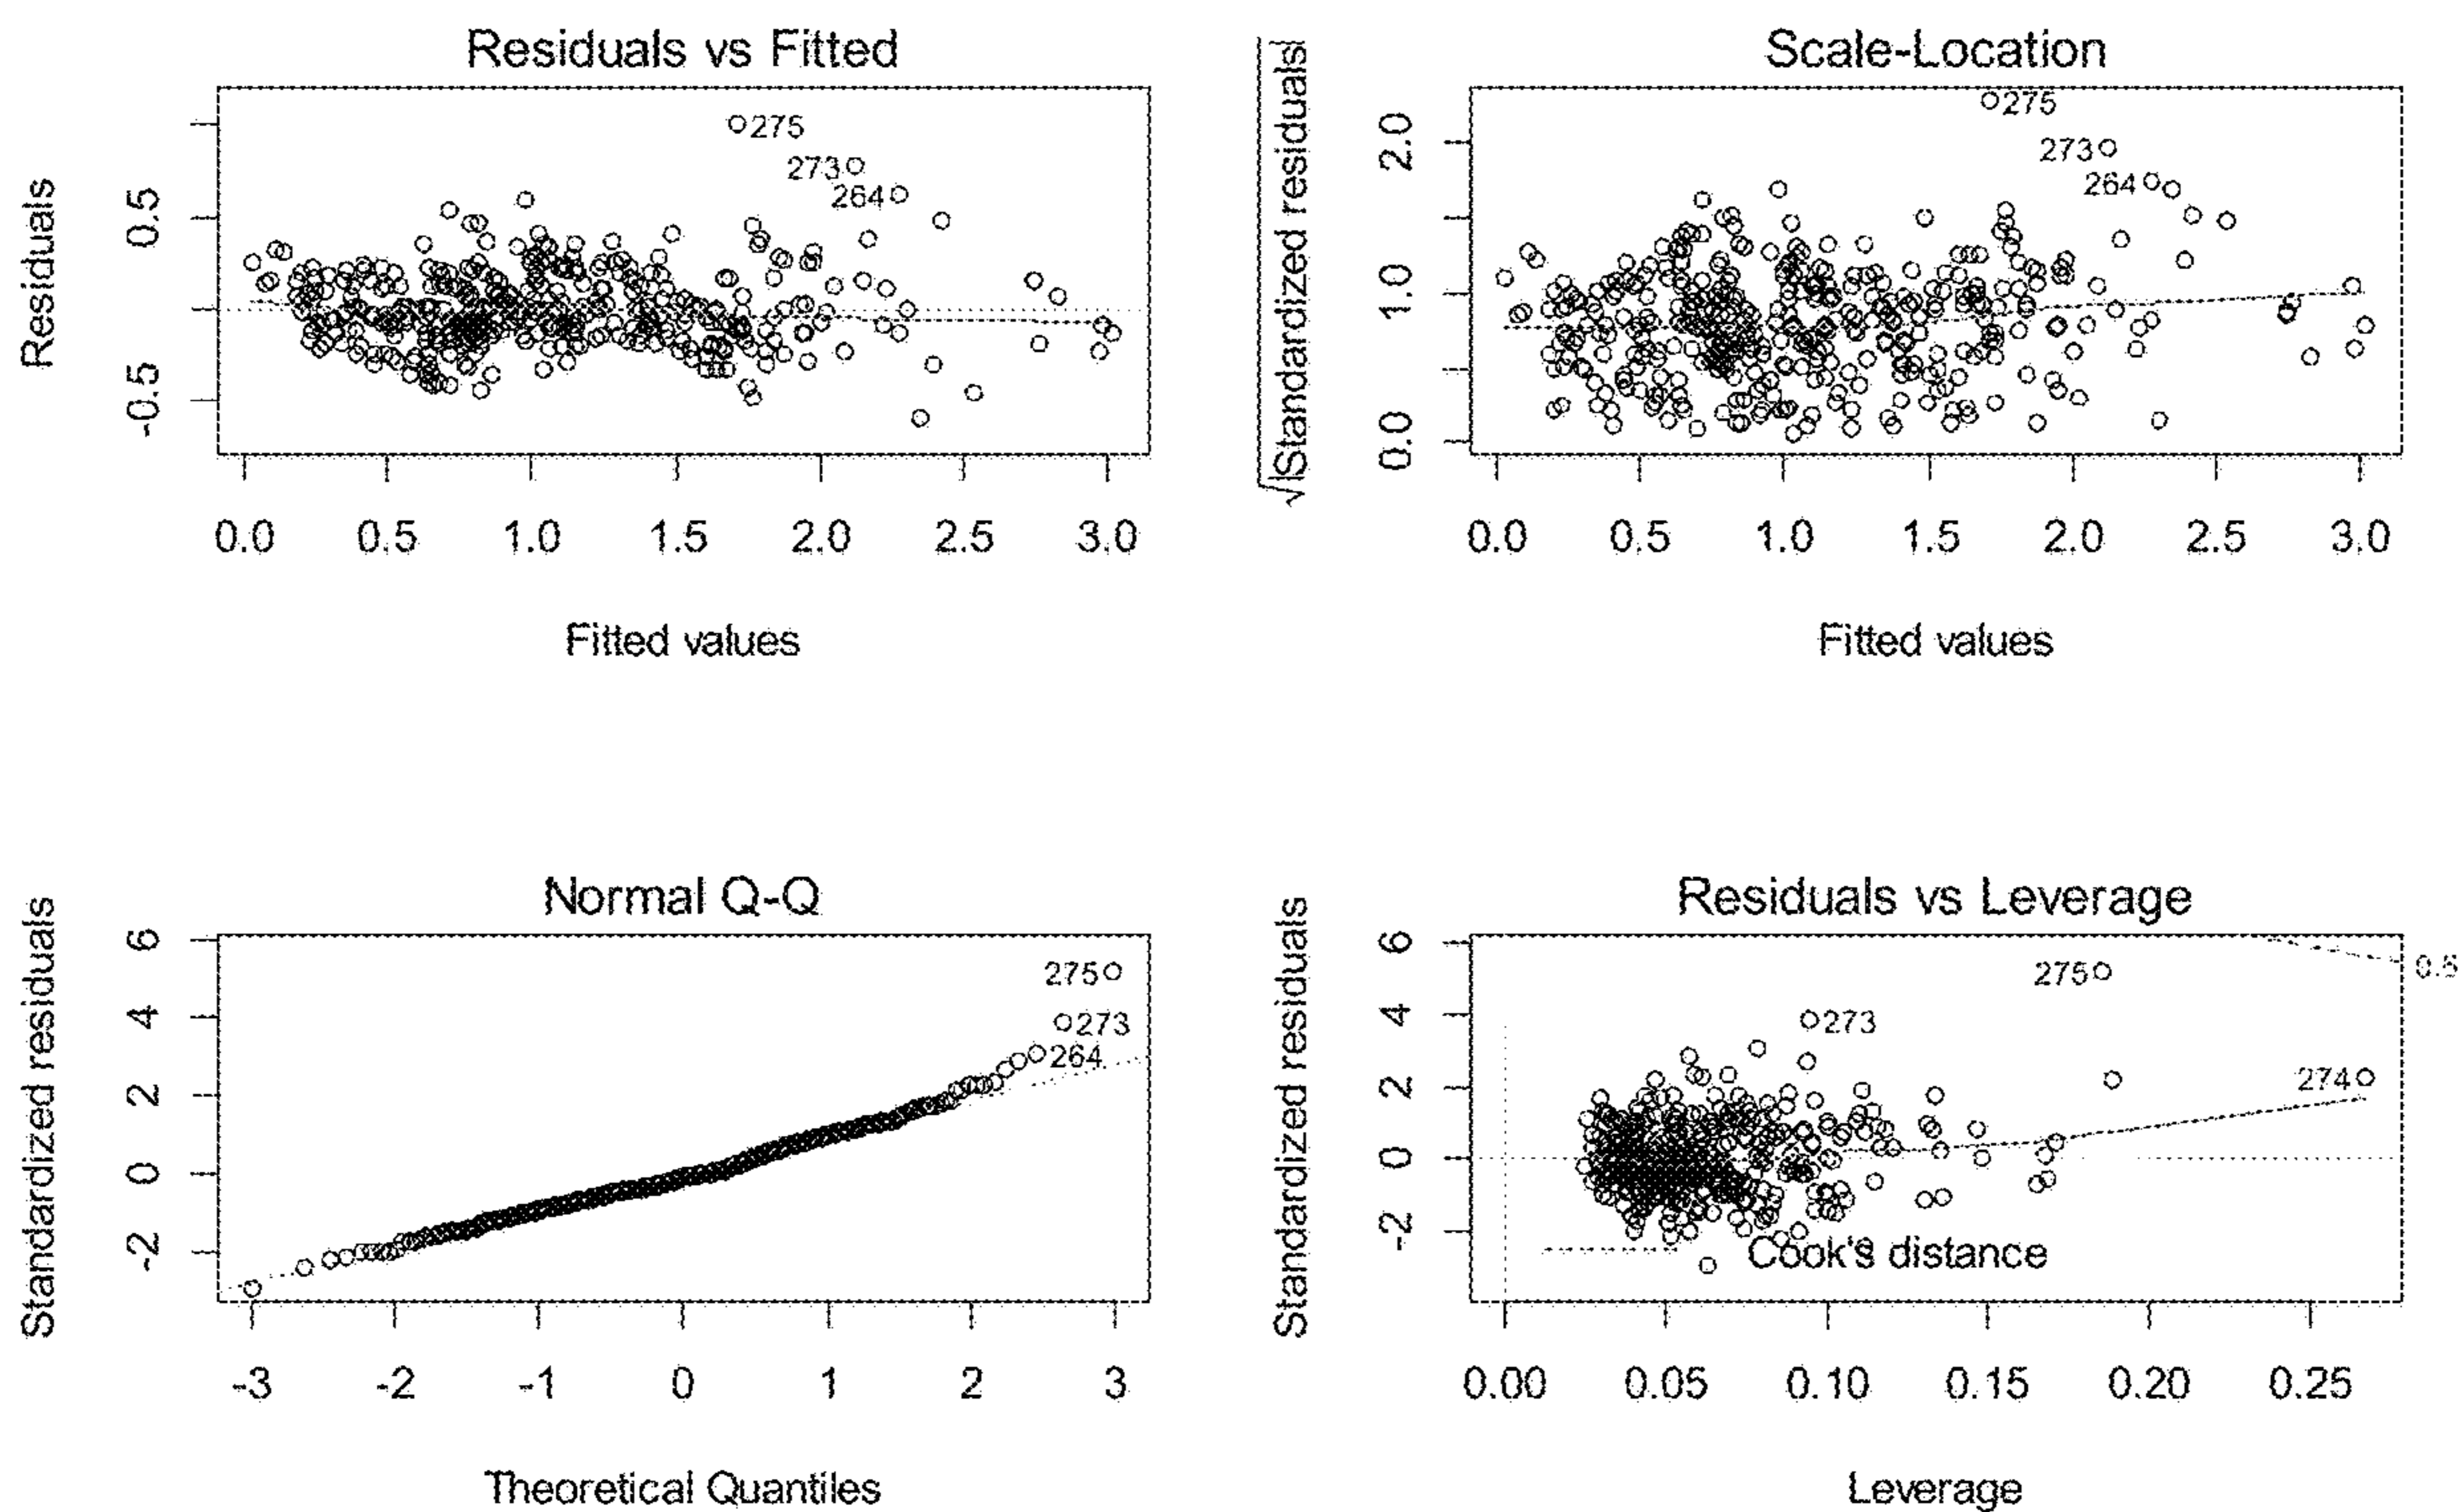 Residuals vs Fitted
Residuals
0.5
-0.5
275
273
264
0.0 0.5 1.0 1.5 2.0 2.5 3.0
Fitted values
Scale-Location
√|Standardized residuals|
2.0
1.0
0.0
275
273
264
0.0 0.5 1.0 1.5 2.0 2.5 3.0
Fitted values
Normal Q-Q
Standardized residuals
6
4
2
0
-2
275
273
264
-3 -2 -1 0 1 2 3
Theoretical Quantiles
Residuals vs Leverage
Standardized residuals
6
4
2
0
-2
275
273
274
Cook's distance
0.00 0.05 0.10 0.15 0.20 0.25
Leverage